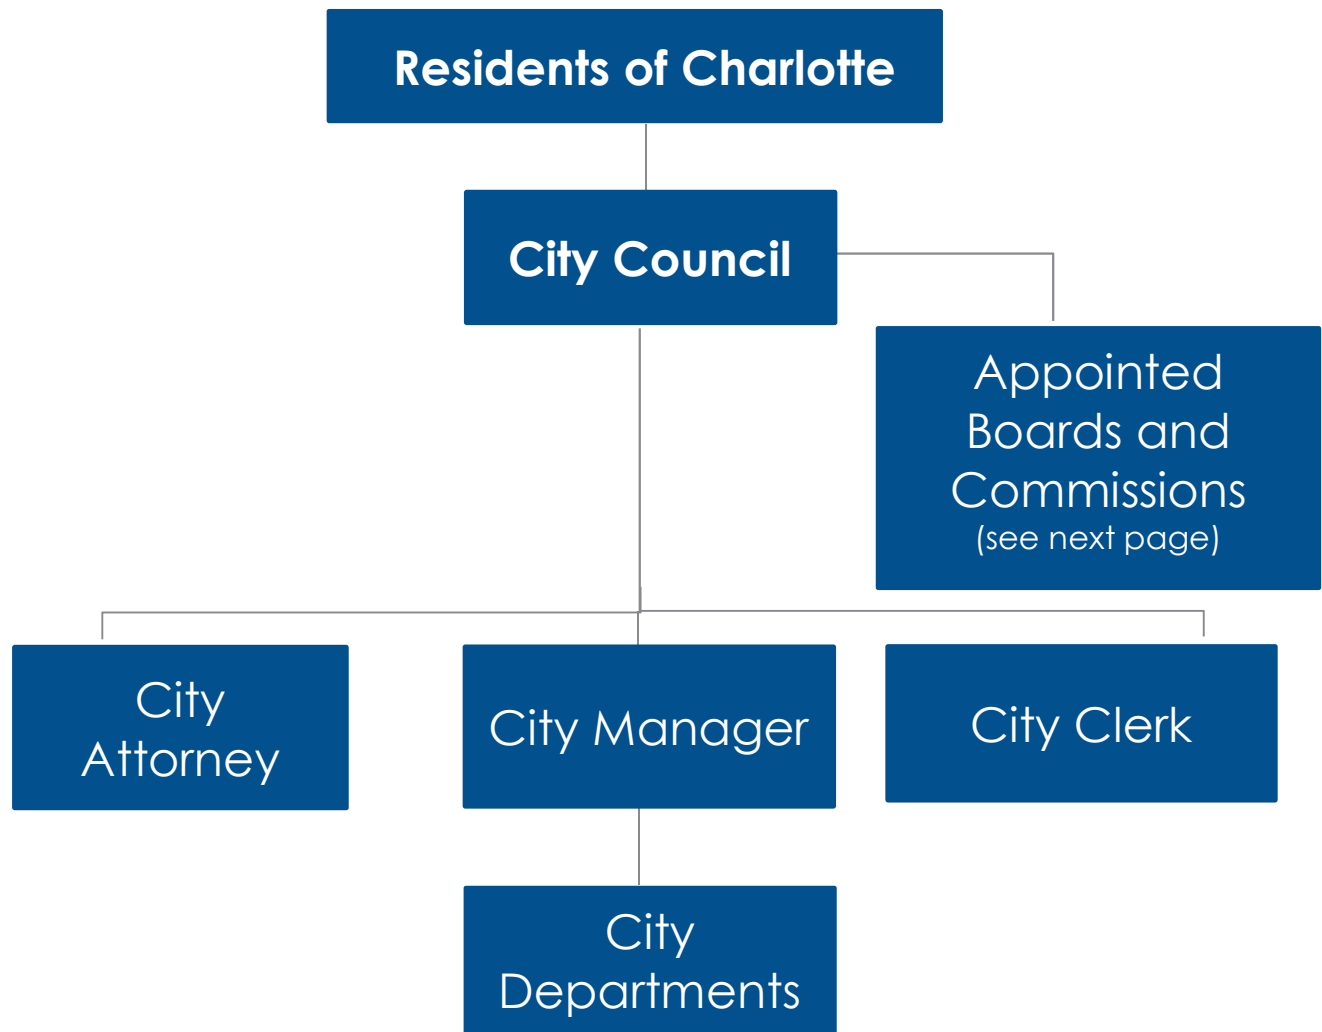 Residents of Charlotte
City Council
Appointed
Boards and
Commissions
(see next page)
City
Attorney
City Manager
City Clerk
City
Departments